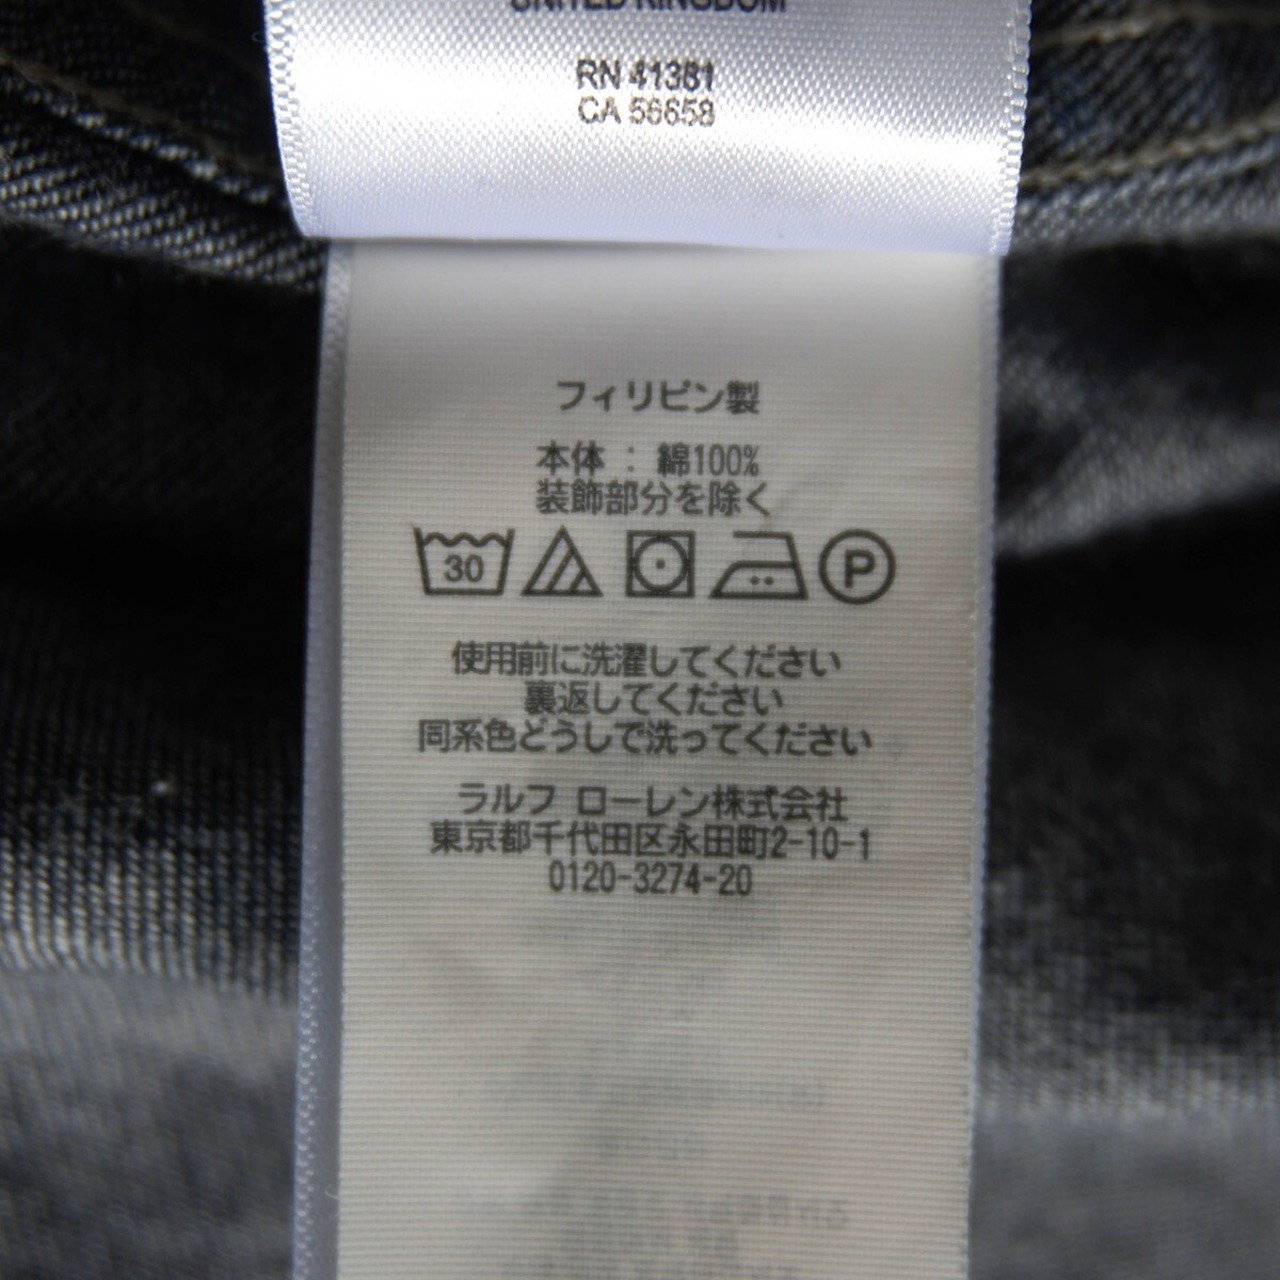 UNITED KINGDOM
RN 41381
CA 56658
フィリピン製
本体 : 綿100%
装飾部分を除く
30 P
使用前に洗濯してください
裏返してください
同系色どうしで洗ってください
ラルフ ローレン株式会社
東京都千代田区永田町2-10-1
0120-3274-20